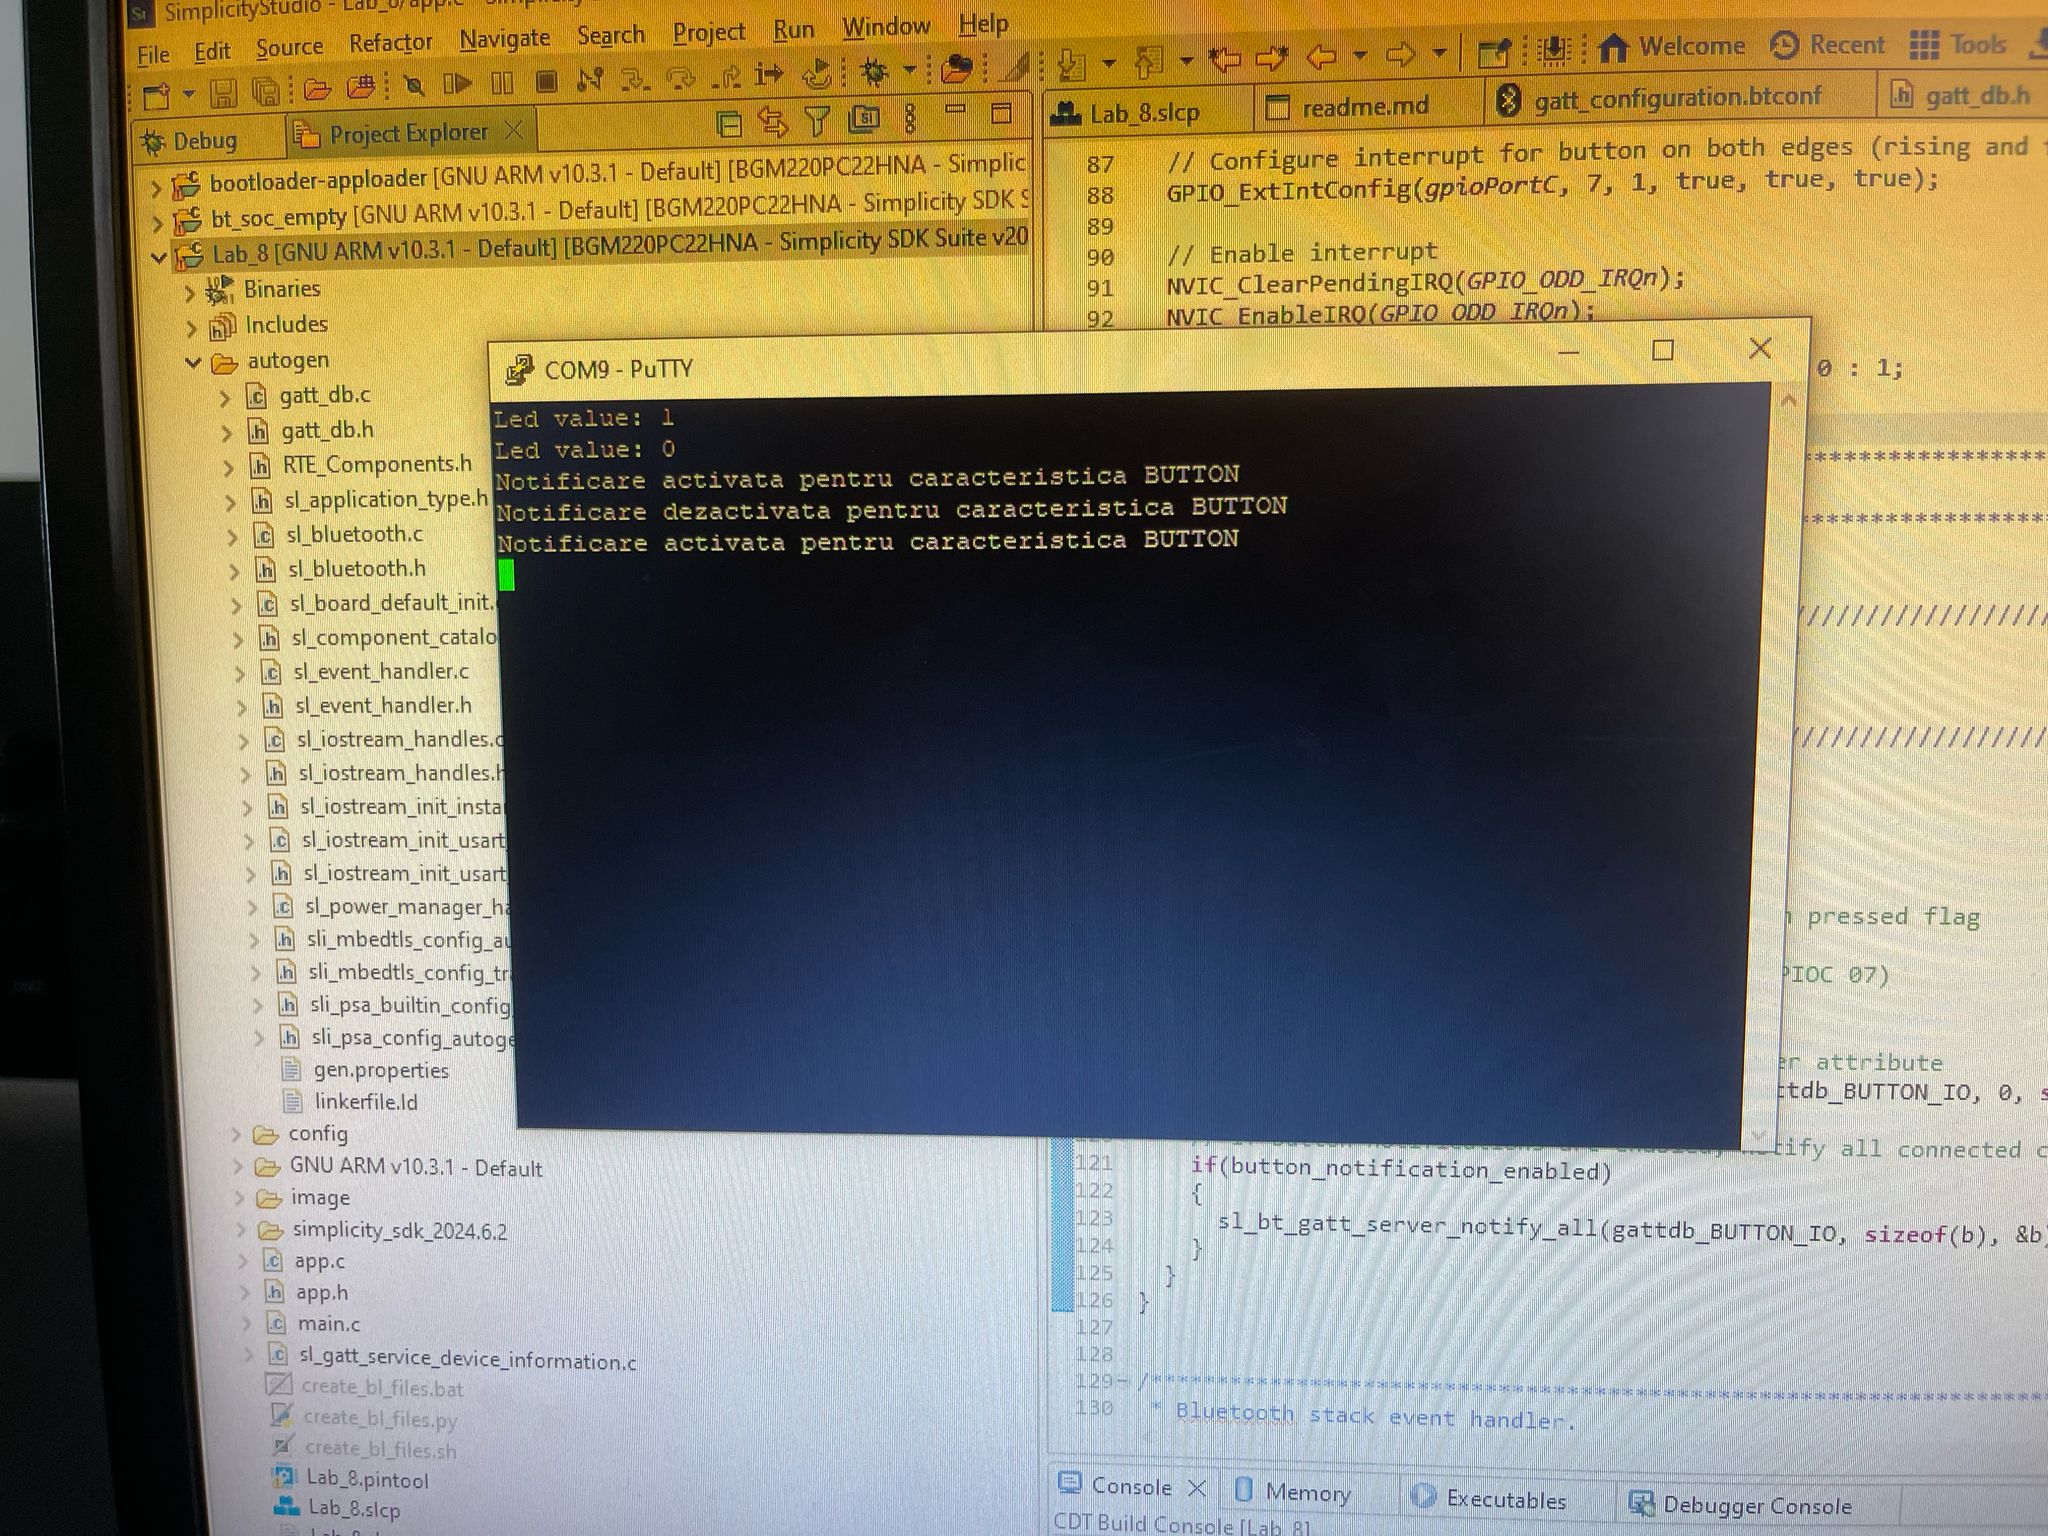 SimplicityStudio - Lab_8/app.c - Simplicity
File Edit Source Refactor Navigate Search Project Run Window Help
Welcome Recent Tools
Debug
Project Explorer
bootloader-apploader [GNU ARM v10.3.1 - Default] [BGM220PC22HNA - Simplic
bt_soc_empty [GNU ARM v10.3.1 - Default] [BGM220PC22HNA - Simplicity SDK S
Lab_8 [GNU ARM v10.3.1 - Default] [BGM220PC22HNA - Simplicity SDK Suite v20
Binaries
Includes
autogen
gatt_db.c
gatt_db.h
RTE_Components.h
sl_application_type.h
sl_bluetooth.c
sl_bluetooth.h
sl_board_default_init.
sl_component_catalo
sl_event_handler.c
sl_event_handler.h
sl_iostream_handles.c
sl_iostream_handles.h
sl_iostream_init_insta
sl_iostream_init_usart
sl_iostream_init_usart
sl_power_manager_ha
sli_mbedtls_config_au
sli_mbedtls_config_tr
sli_psa_builtin_config
sli_psa_config_autoge
gen.properties
linkerfile.ld
config
GNU ARM v10.3.1 - Default
image
simplicity_sdk_2024.6.2
app.c
app.h
main.c
sl_gatt_service_device_information.c
create_bl_files.bat
create_bl_files.py
create_bl_files.sh
Lab_8.pintool
Lab_8.slcp
Lab_8.slcp readme.md gatt_configuration.btconf gatt_db.h
87 // Configure interrupt for button on both edges (rising and
88 GPIO_ExtIntConfig(gpioPortC, 7, 1, true, true, true);
89
90 // Enable interrupt
91 NVIC_ClearPendingIRQ(GPIO_ODD_IRQn);
92 NVIC_EnableIRQ(GPIO_ODD_IRQn);
0 : 1;
COM9 - PuTTY
Led value: 1
Led value: 0
Notificare activata pentru caracteristica BUTTON
Notificare dezactivata pentru caracteristica BUTTON
Notificare activata pentru caracteristica BUTTON
pressed flag
PIOC 07)
er attribute
ttdb_BUTTON_IO, 0, s
tify all connected c
121 if(button_notification_enabled)
122 {
123 sl_bt_gatt_server_notify_all(gattdb_BUTTON_IO, sizeof(b), &b)
124 }
125 }
126 }
127
128
129 /****************************************************************
130 * Bluetooth stack event handler.
Console Memory Executables Debugger Console
CDT Build Console [Lab_8]